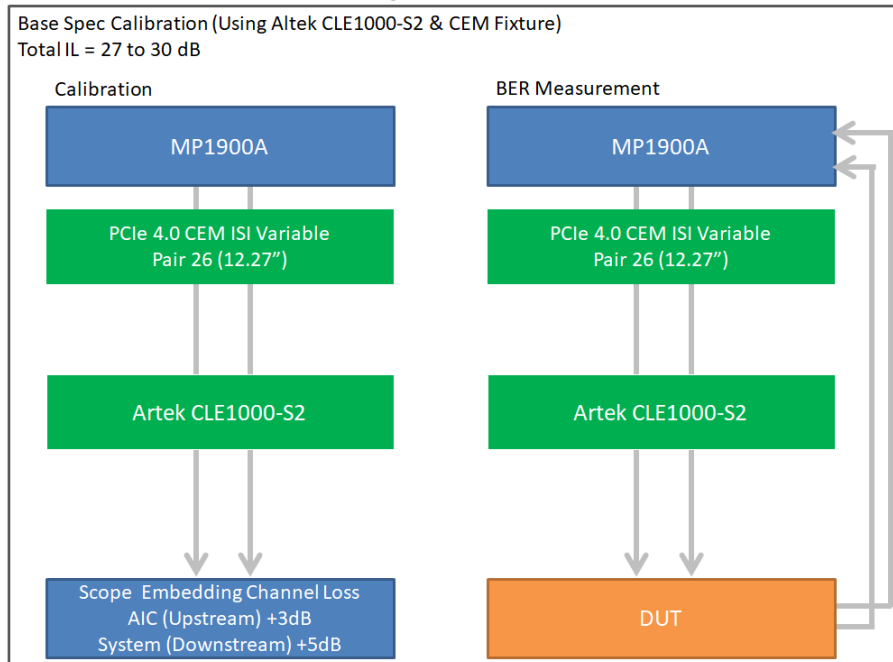 Base Spec Calibration (Using Altek CLE1000-S2 & CEM Fixture)
Total IL = 27 to 30 dB
Calibration
BER Measurement
MP1900A
MP1900A
PCIe 4.0 CEM ISI Variable
Pair 26 (12.27”)
PCIe 4.0 CEM ISI Variable
Pair 26 (12.27”)
Artek CLE1000-S2
Artek CLE1000-S2
Scope Embedding Channel Loss
AIC (Upstream) +3dB
System (Downstream) +5dB
DUT